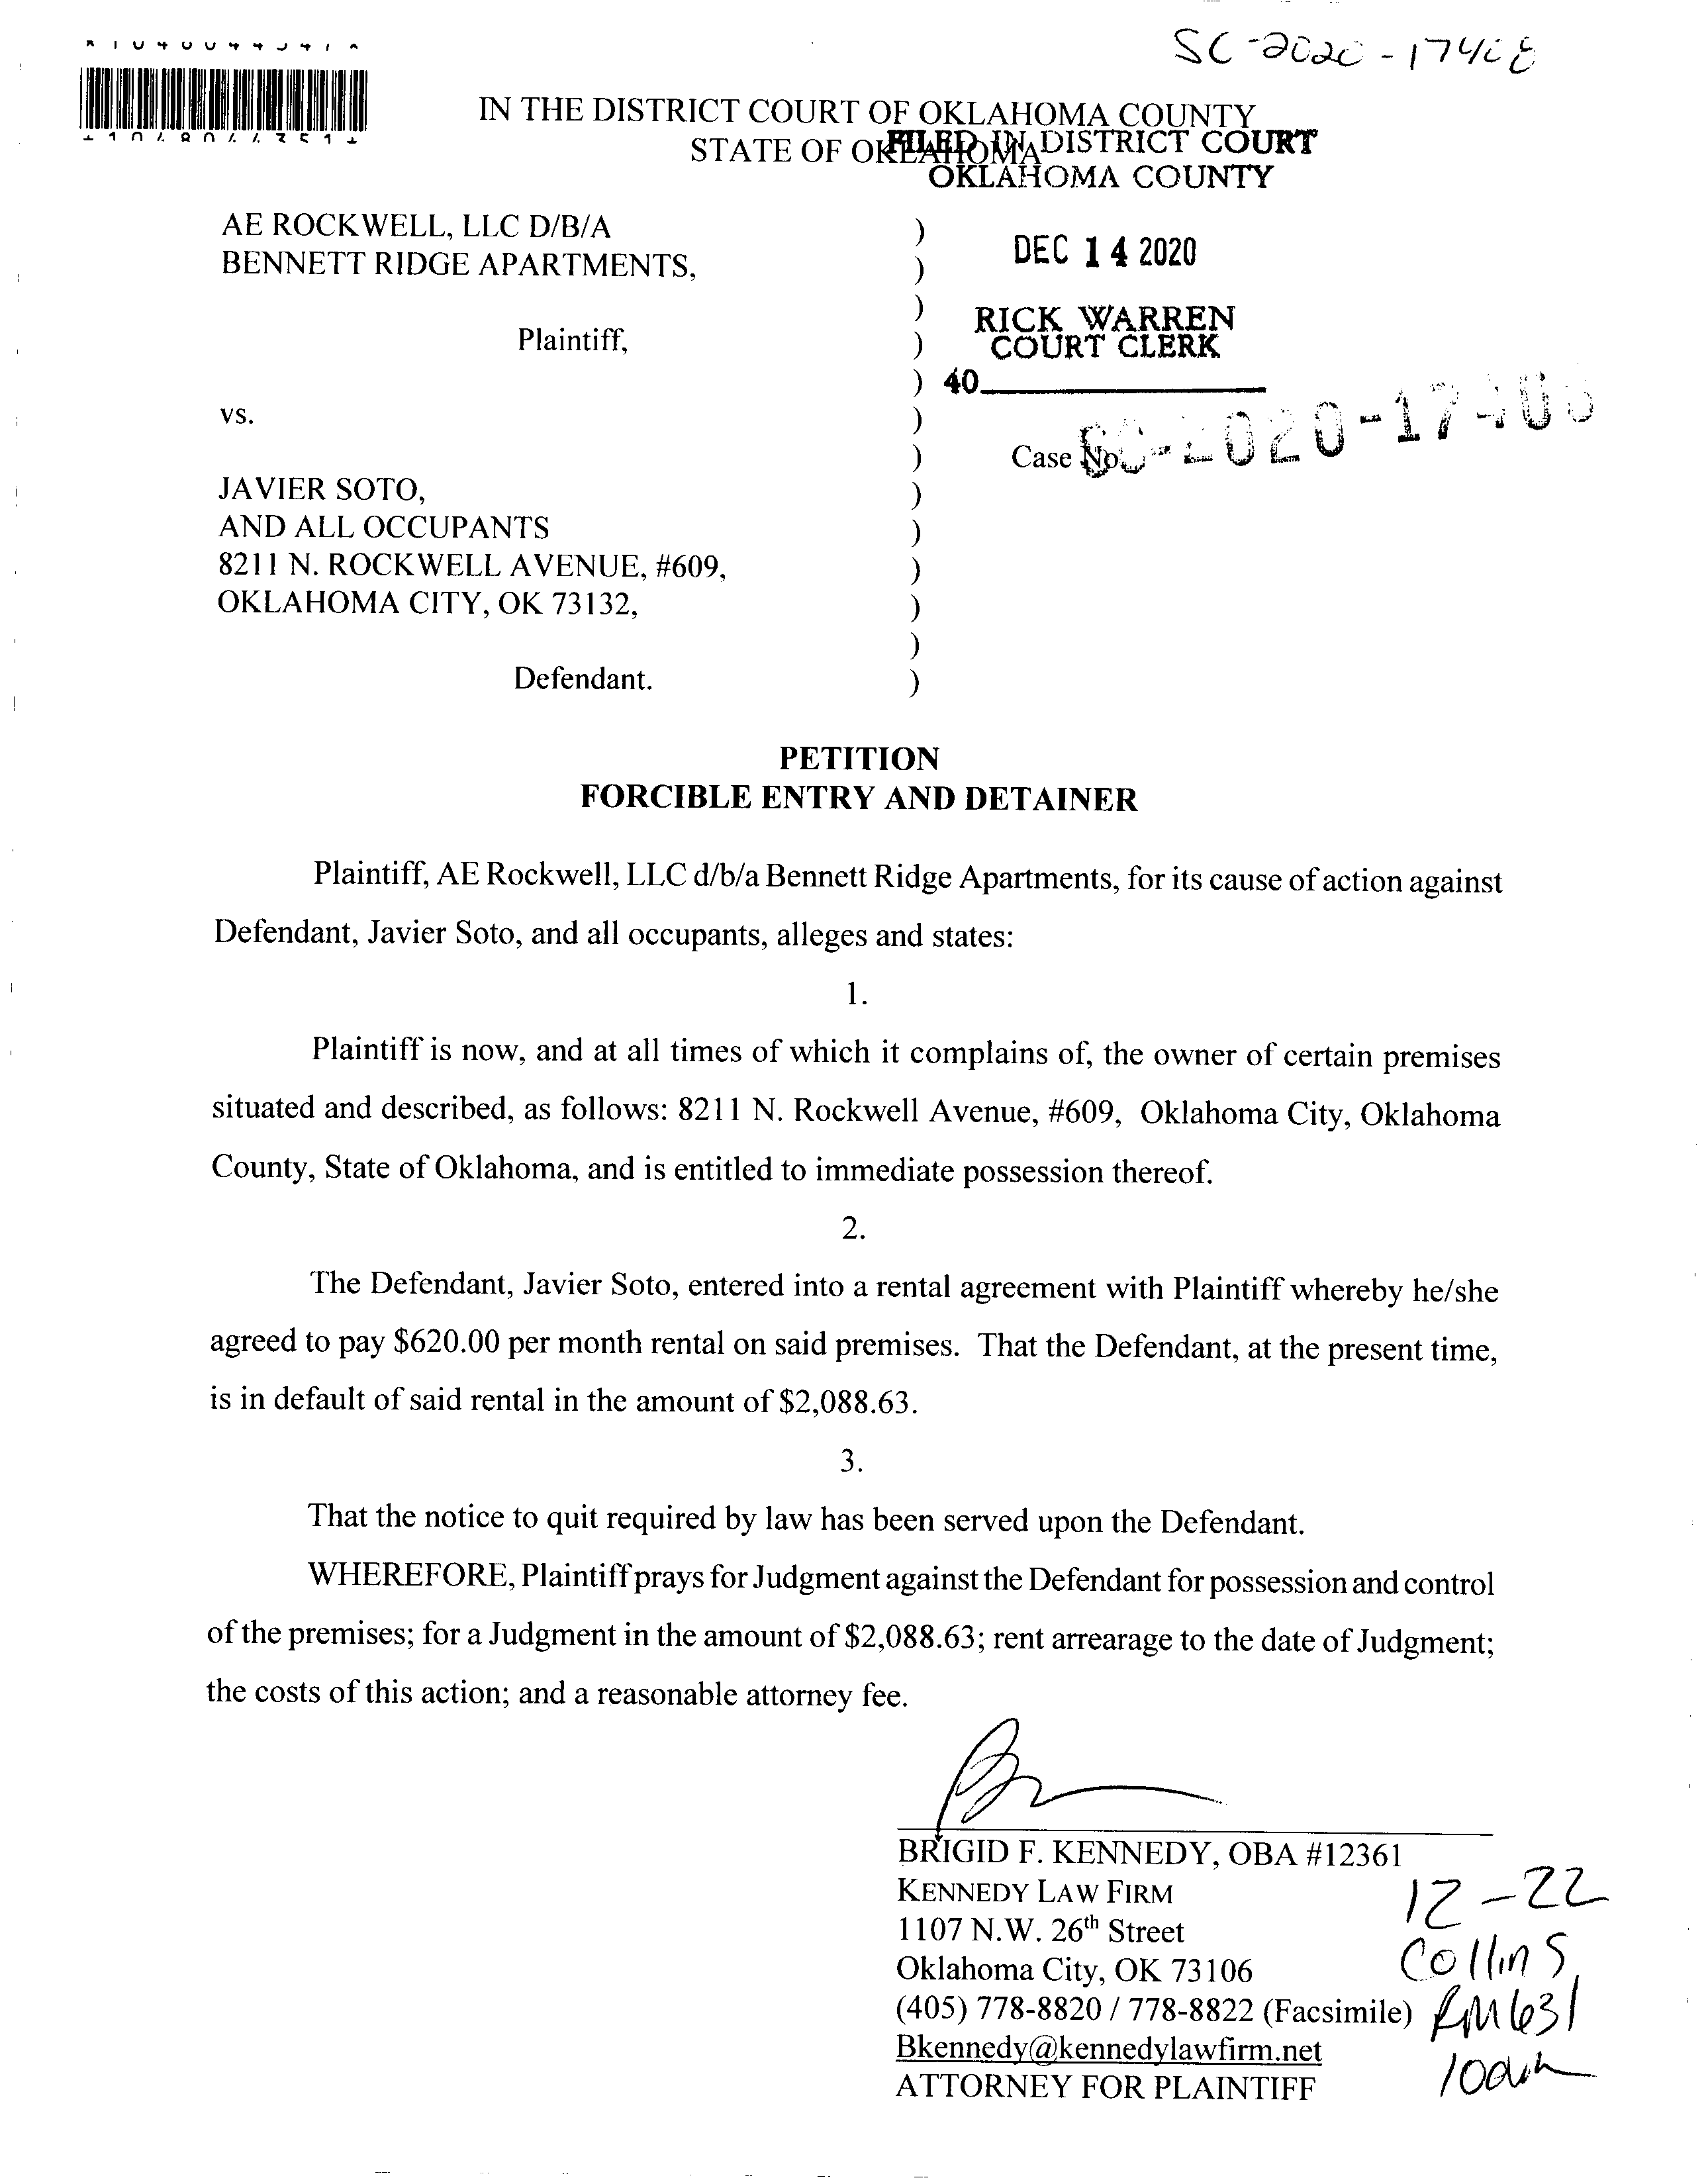 SC-2020-17408
IN THE DISTRICT COURT OF OKLAHOMA COUNTY
STATE OF OKLAHOMA
FILED IN DISTRICT COURT
OKLAHOMA COUNTY
AE ROCKWELL, LLC D/B/A )
BENNETT RIDGE APARTMENTS, )
DEC 14 2020
)
Plaintiff, )
RICK WARREN
COURT CLERK
) 40
vs. )
) Case No. SC-2020-17408
JAVIER SOTO, )
AND ALL OCCUPANTS )
8211 N. ROCKWELL AVENUE, #609, )
OKLAHOMA CITY, OK 73132, )
)
Defendant. )
PETITION
FORCIBLE ENTRY AND DETAINER
Plaintiff, AE Rockwell, LLC d/b/a Bennett Ridge Apartments, for its cause of action against
Defendant, Javier Soto, and all occupants, alleges and states:
1.
Plaintiff is now, and at all times of which it complains of, the owner of certain premises
situated and described, as follows: 8211 N. Rockwell Avenue, #609, Oklahoma City, Oklahoma
County, State of Oklahoma, and is entitled to immediate possession thereof.
2.
The Defendant, Javier Soto, entered into a rental agreement with Plaintiff whereby he/she
agreed to pay $620.00 per month rental on said premises. That the Defendant, at the present time,
is in default of said rental in the amount of $2,088.63.
3.
That the notice to quit required by law has been served upon the Defendant.
WHEREFORE, Plaintiff prays for Judgment against the Defendant for possession and control
of the premises; for a Judgment in the amount of $2,088.63; rent arrearage to the date of Judgment;
the costs of this action; and a reasonable attorney fee.
BRIGID F. KENNEDY, OBA #12361
KENNEDY LAW FIRM
1107 N.W. 26th Street
Oklahoma City, OK 73106
(405) 778-8820 / 778-8822 (Facsimile)
Bkennedy@kennedylawfirm.net
ATTORNEY FOR PLAINTIFF
12-22
Collins
RM 631
10am